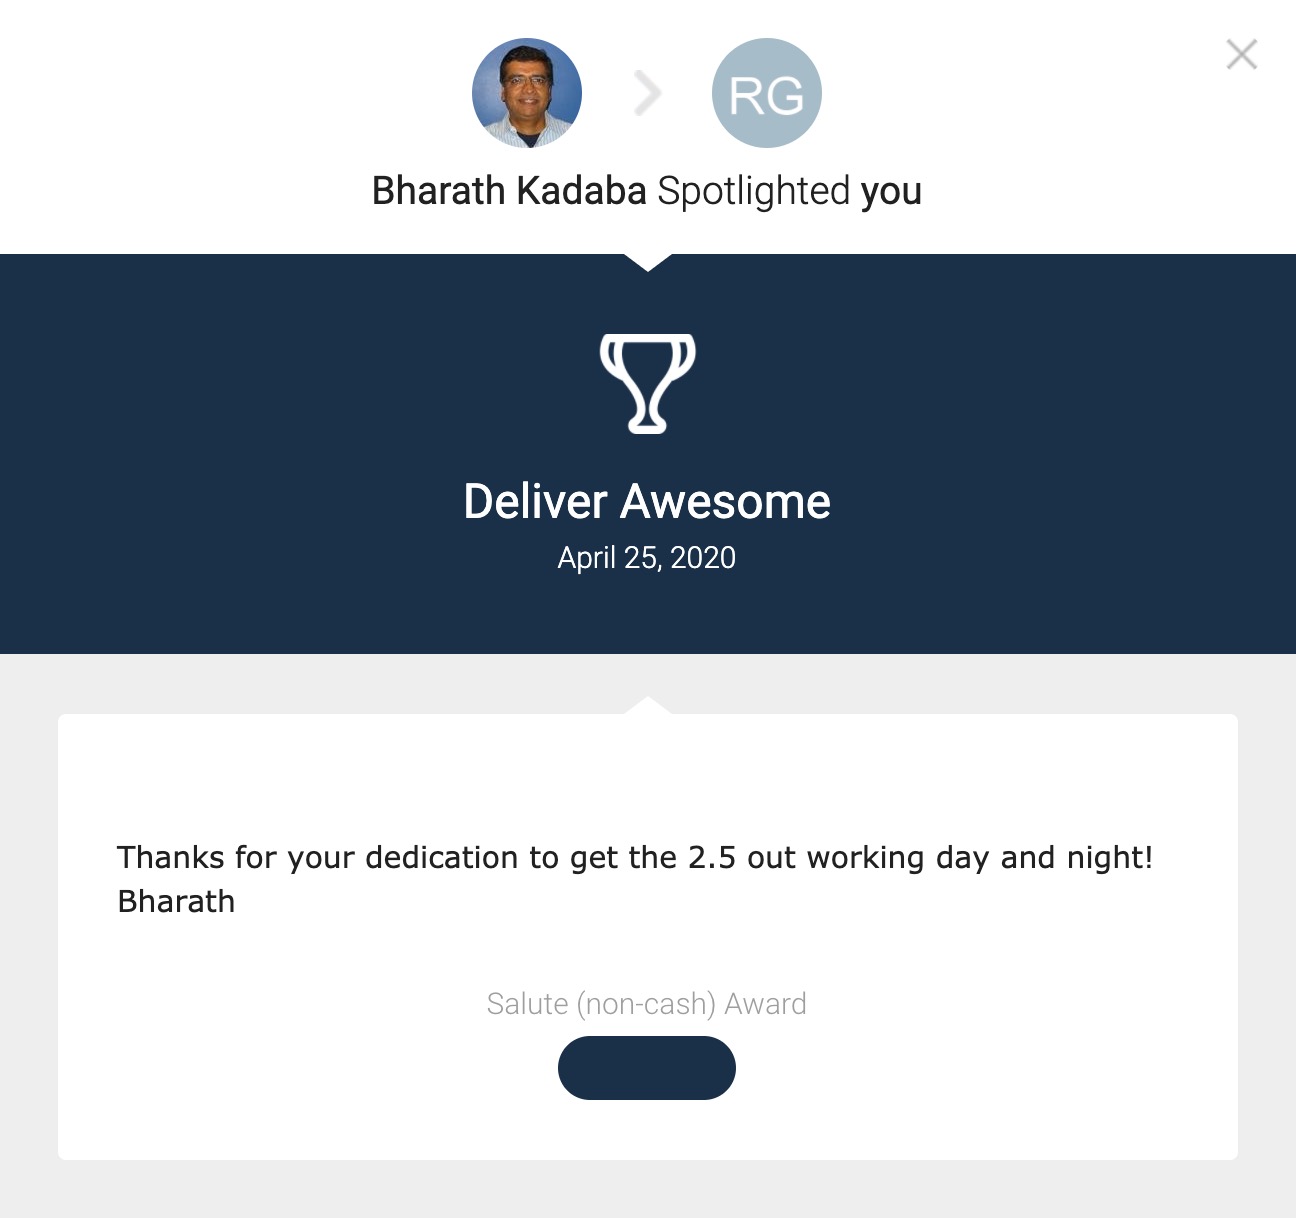 RG
Bharath Kadaba Spotlighted you
Deliver Awesome
April 25, 2020
Thanks for your dedication to get the 2.5 out working day and night!
Bharath
Salute (non-cash) Award